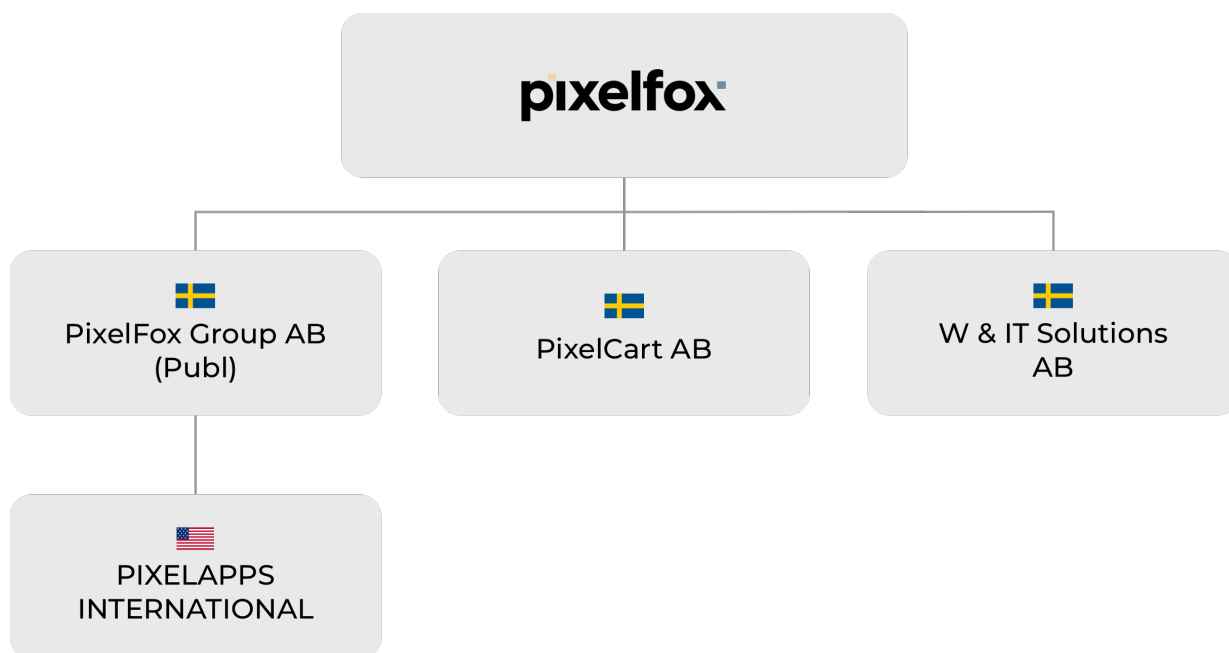 pixelfox
PixelFox Group AB
(Publ)
PixelCart AB
W & IT Solutions
AB
PIXELAPPS
INTERNATIONAL